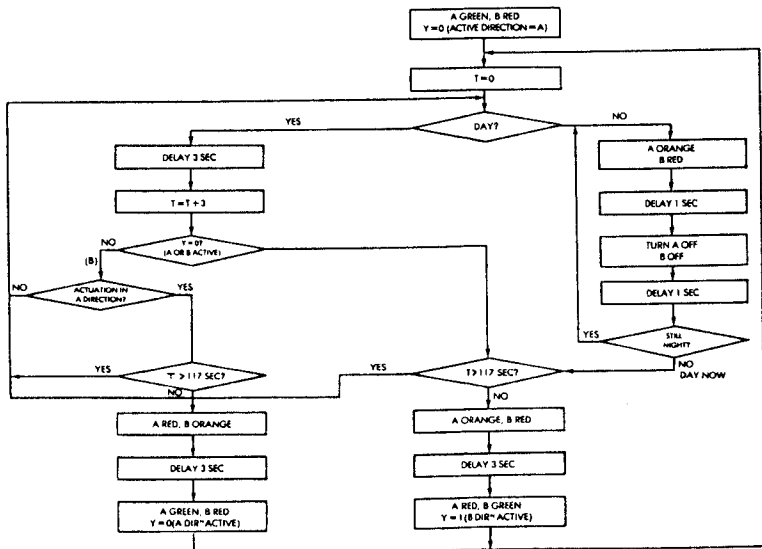 A GREEN, B RED
Y=0 (ACTIVE DIRECTION = A)
T=0
DAY?
YES
NO
DELAY 3 SEC
A ORANGE
B RED
T=T+3
DELAY 1 SEC
Y=0?
(A OR B ACTIVE)
NO
(B)
TURN A OFF
B OFF
ACTUATION IN
A DIRECTION?
NO
YES
DELAY 1 SEC
STILL
NIGHT?
YES
NO
DAY NOW
'T' > 117 SEC?
YES
NO
T>117 SEC?
YES
NO
A RED, B ORANGE
A ORANGE, B RED
DELAY 3 SEC
DELAY 3 SEC
A GREEN, B RED
Y=0(A DIR=ACTIVE)
A RED, B GREEN
Y=1(B DIR=ACTIVE)